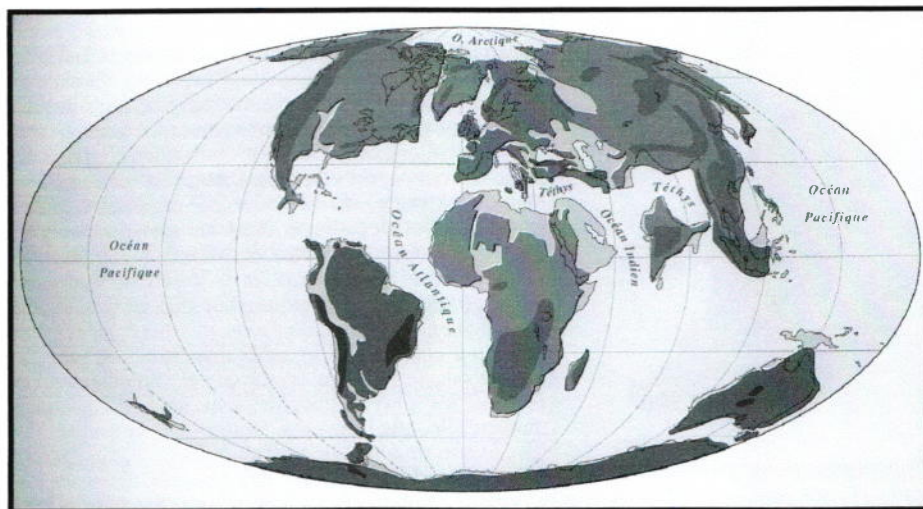 O. Arctique
Téthys
Téthys
Océan
Pacifique
Océan
Pacifique
Océan Atlantique
Océan Indien